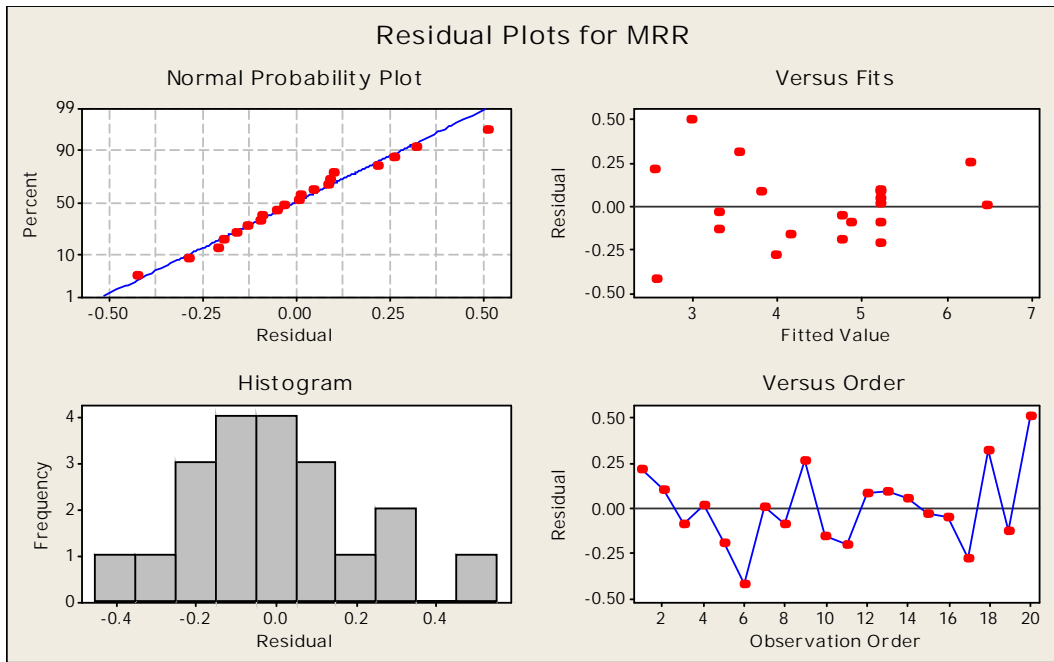 Residual Plots for MRR
Normal Probability Plot
Percent
99
90
50
10
1
-0.50 -0.25 0.00 0.25 0.50
Residual
Versus Fits
Residual
0.50
0.25
0.00
-0.25
-0.50
3 4 5 6 7
Fitted Value
Histogram
Frequency
4
3
2
1
0
-0.4 -0.2 0.0 0.2 0.4
Residual
Versus Order
Residual
0.50
0.25
0.00
-0.25
-0.50
2 4 6 8 10 12 14 16 18 20
Observation Order